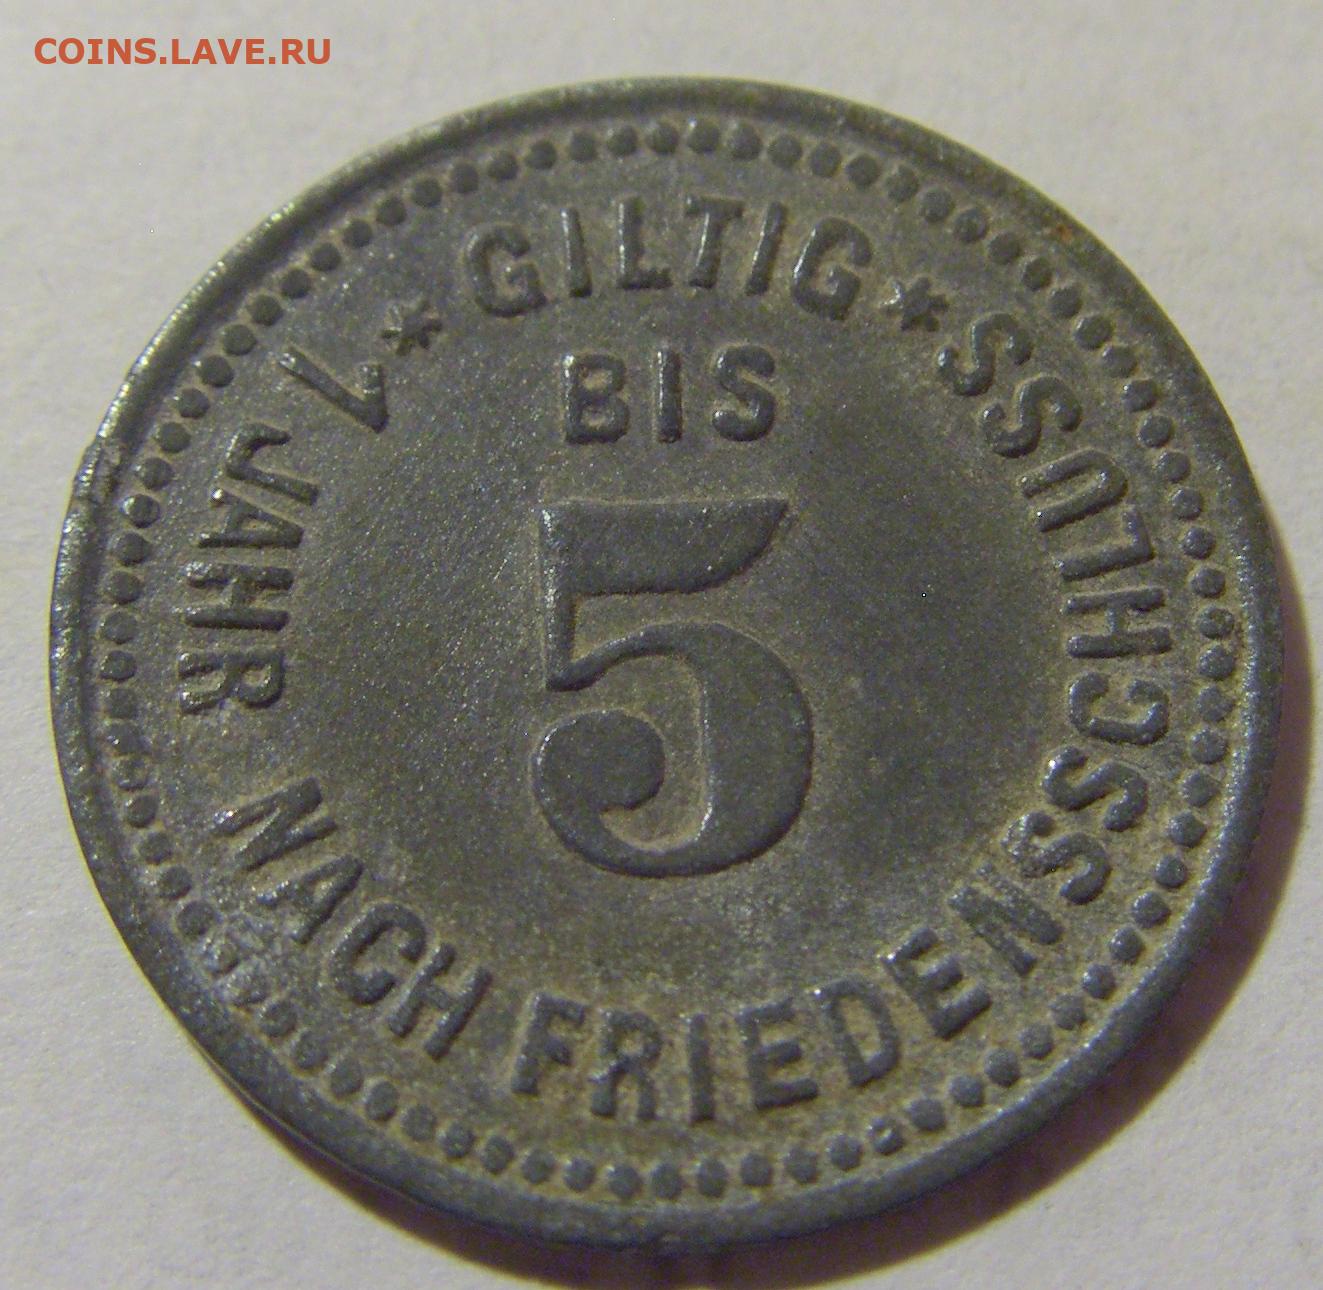 COINS.LAVE.RU
* GILTIG *
BIS
5
1 JAHR NACH FRIEDENSSCHLUSS